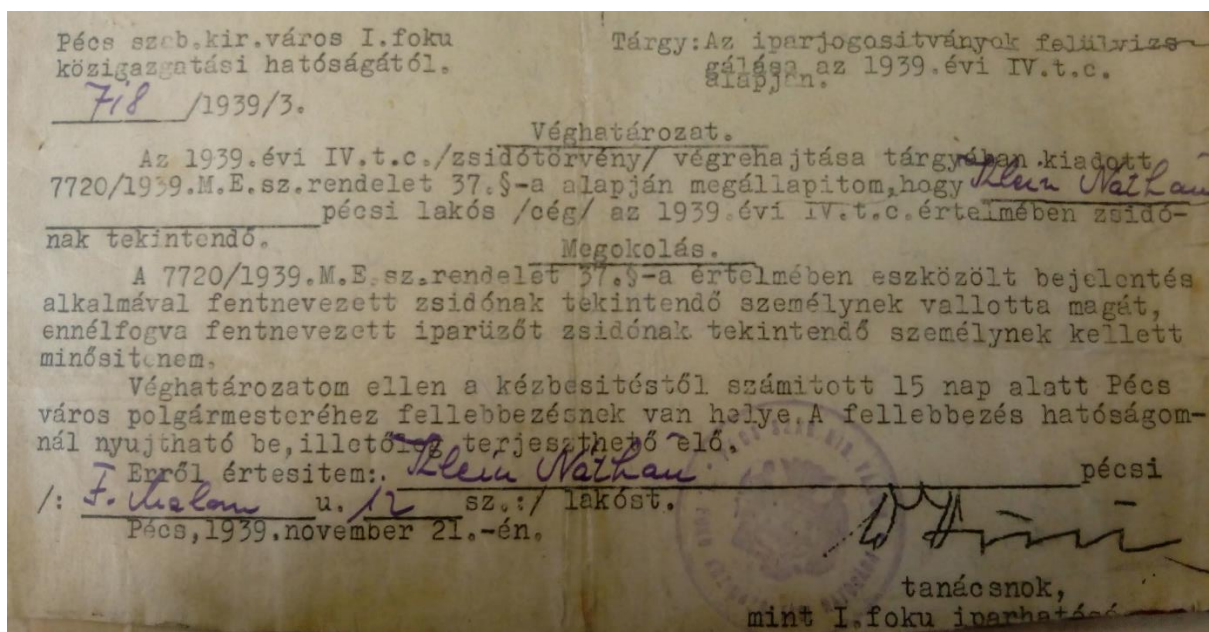 Pécs szab.kir.város I.foku
közigazgatási hatóságától.
718 /1939/3.
Tárgy: Az iparjogositványok felülvizs-
gálása az 1939.évi IV.t.c.
alapján.
Véghatározat.
Az 1939.évi IV.t.c./zsidótörvény/ végrehajtása tárgyában kiadott
7720/1939.M.E.sz.rendelet 37.§-a alapján megállapitom,hogy Klein Náthán
pécsi lakós /cég/ az 1939.évi IV.t.c.értelmében zsidó-
nak tekintendő.
Megokolás.
A 7720/1939.M.E.sz.rendelet 37.§-a értelmében eszközölt bejelentés
alkalmával fentnevezett zsidónak tekintendő személynek vallotta magát,
ennélfogva fentnevezett iparüzőt zsidónak tekintendő személynek kellett
minősitenem.
Véghatározatom ellen a kézbesitéstől számitott 15 nap alatt Pécs
város polgármesteréhez fellebbezésnek van helye.A fellebbezés hatóságom-
nál nyujtható be,illetőleg terjeszthető elő.
Erről értesitem: Klein Náthán pécsi
/: F. Malom u. 12 sz.:/ lakóst.
Pécs,1939.november 21.-én.
tanácsnok,
mint I.foku iparhatóság